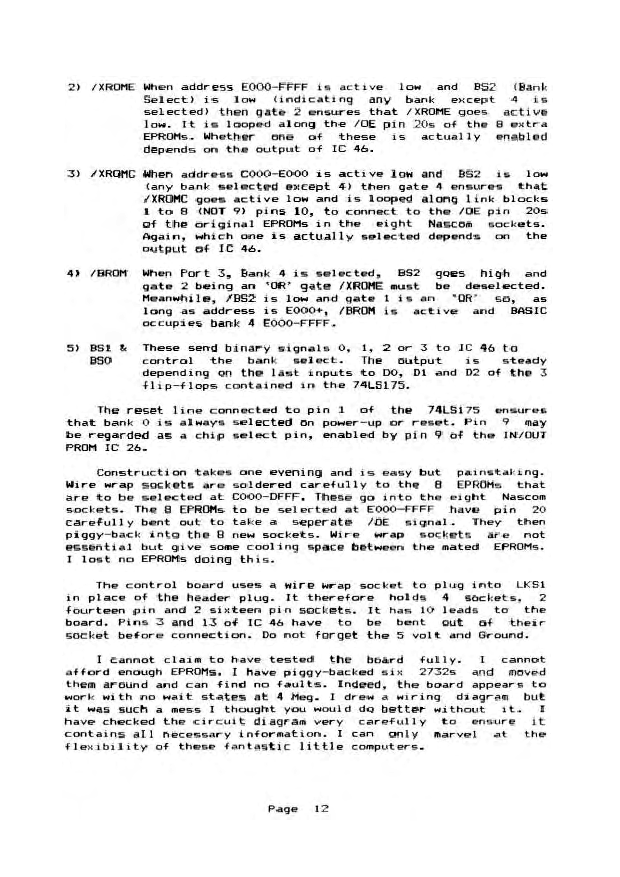 2) /XROME When address E000-FFFF is active low and BS2 (Bank
Select) is low (indicating any bank except 4 is
selected) then gate 2 ensures that /XROME goes active
low. It is looped along the /OE pin 20s of the 8 extra
EPROMs. Whether one of these is actually enabled
depends on the output of IC 46.
3) /XROMC When address C000-E000 is active low and BS2 is low
(any bank selected except 4) then gate 4 ensures that
/XROMC goes active low and is looped along link blocks
1 to 8 (NOT 9) pins 10, to connect to the /OE pin 20s
of the original EPROMs in the eight Nascom sockets.
Again, which one is actually selected depends on the
output of IC 46.
4) /BROM When Port 3, Bank 4 is selected, BS2 goes high and
gate 2 being an 'OR' gate /XROME must be deselected.
Meanwhile, /BS2 is low and gate 1 is an 'OR' so, as
long as address is E000+, /BROM is active and BASIC
occupies bank 4 E000-FFFF.
5) BS1 & These send binary signals 0, 1, 2 or 3 to IC 46 to
BS0 control the bank select. The output is steady
depending on the last inputs to D0, D1 and D2 of the 3
flip-flops contained in the 74LS175.
The reset line connected to pin 1 of the 74LS175 ensures
that bank 0 is always selected on power-up or reset. Pin 9 may
be regarded as a chip select pin, enabled by pin 9 of the IN/OUT
PROM IC 26.
Construction takes one evening and is easy but painstaking.
Wire wrap sockets are soldered carefully to the 8 EPROMs that
are to be selected at C000-DFFF. These go into the eight Nascom
sockets. The 8 EPROMs to be selected at E000-FFFF have pin 20
carefully bent out to take a seperate /OE signal. They then
piggy-back into the 8 new sockets. Wire wrap sockets are not
essential but give some cooling space between the mated EPROMs.
I lost no EPROMs doing this.
The control board uses a wire wrap socket to plug into LKS1
in place of the header plug. It therefore holds 4 sockets, 2
fourteen pin and 2 sixteen pin sockets. It has 10 leads to the
board. Pins 3 and 13 of IC 46 have to be bent out of their
socket before connection. Do not forget the 5 volt and Ground.
I cannot claim to have tested the board fully. I cannot
afford enough EPROMs. I have piggy-backed six 2732s and moved
them around and can find no faults. Indeed, the board appears to
work with no wait states at 4 Meg. I drew a wiring diagram but
it was such a mess I thought you would do better without it. I
have checked the circuit diagram very carefully to ensure it
contains all necessary information. I can only marvel at the
flexibility of these fantastic little computers.
Page 12